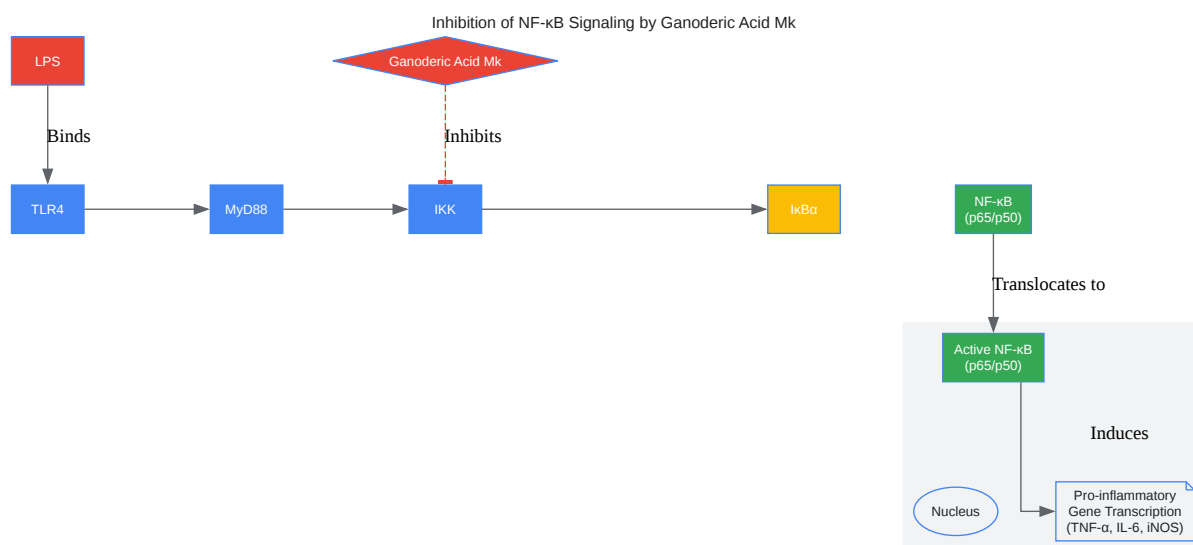 Inhibition of NF-κB Signaling by Ganoderic Acid Mk
LPS
Ganoderic Acid Mk
Binds
Inhibits
TLR4
MyD88
IKK
IκBα
NF-κB
(p65/p50)
Translocates to
Active NF-κB
(p65/p50)
Induces
Nucleus
Pro-inflammatory
Gene Transcription
(TNF-α, IL-6, iNOS)